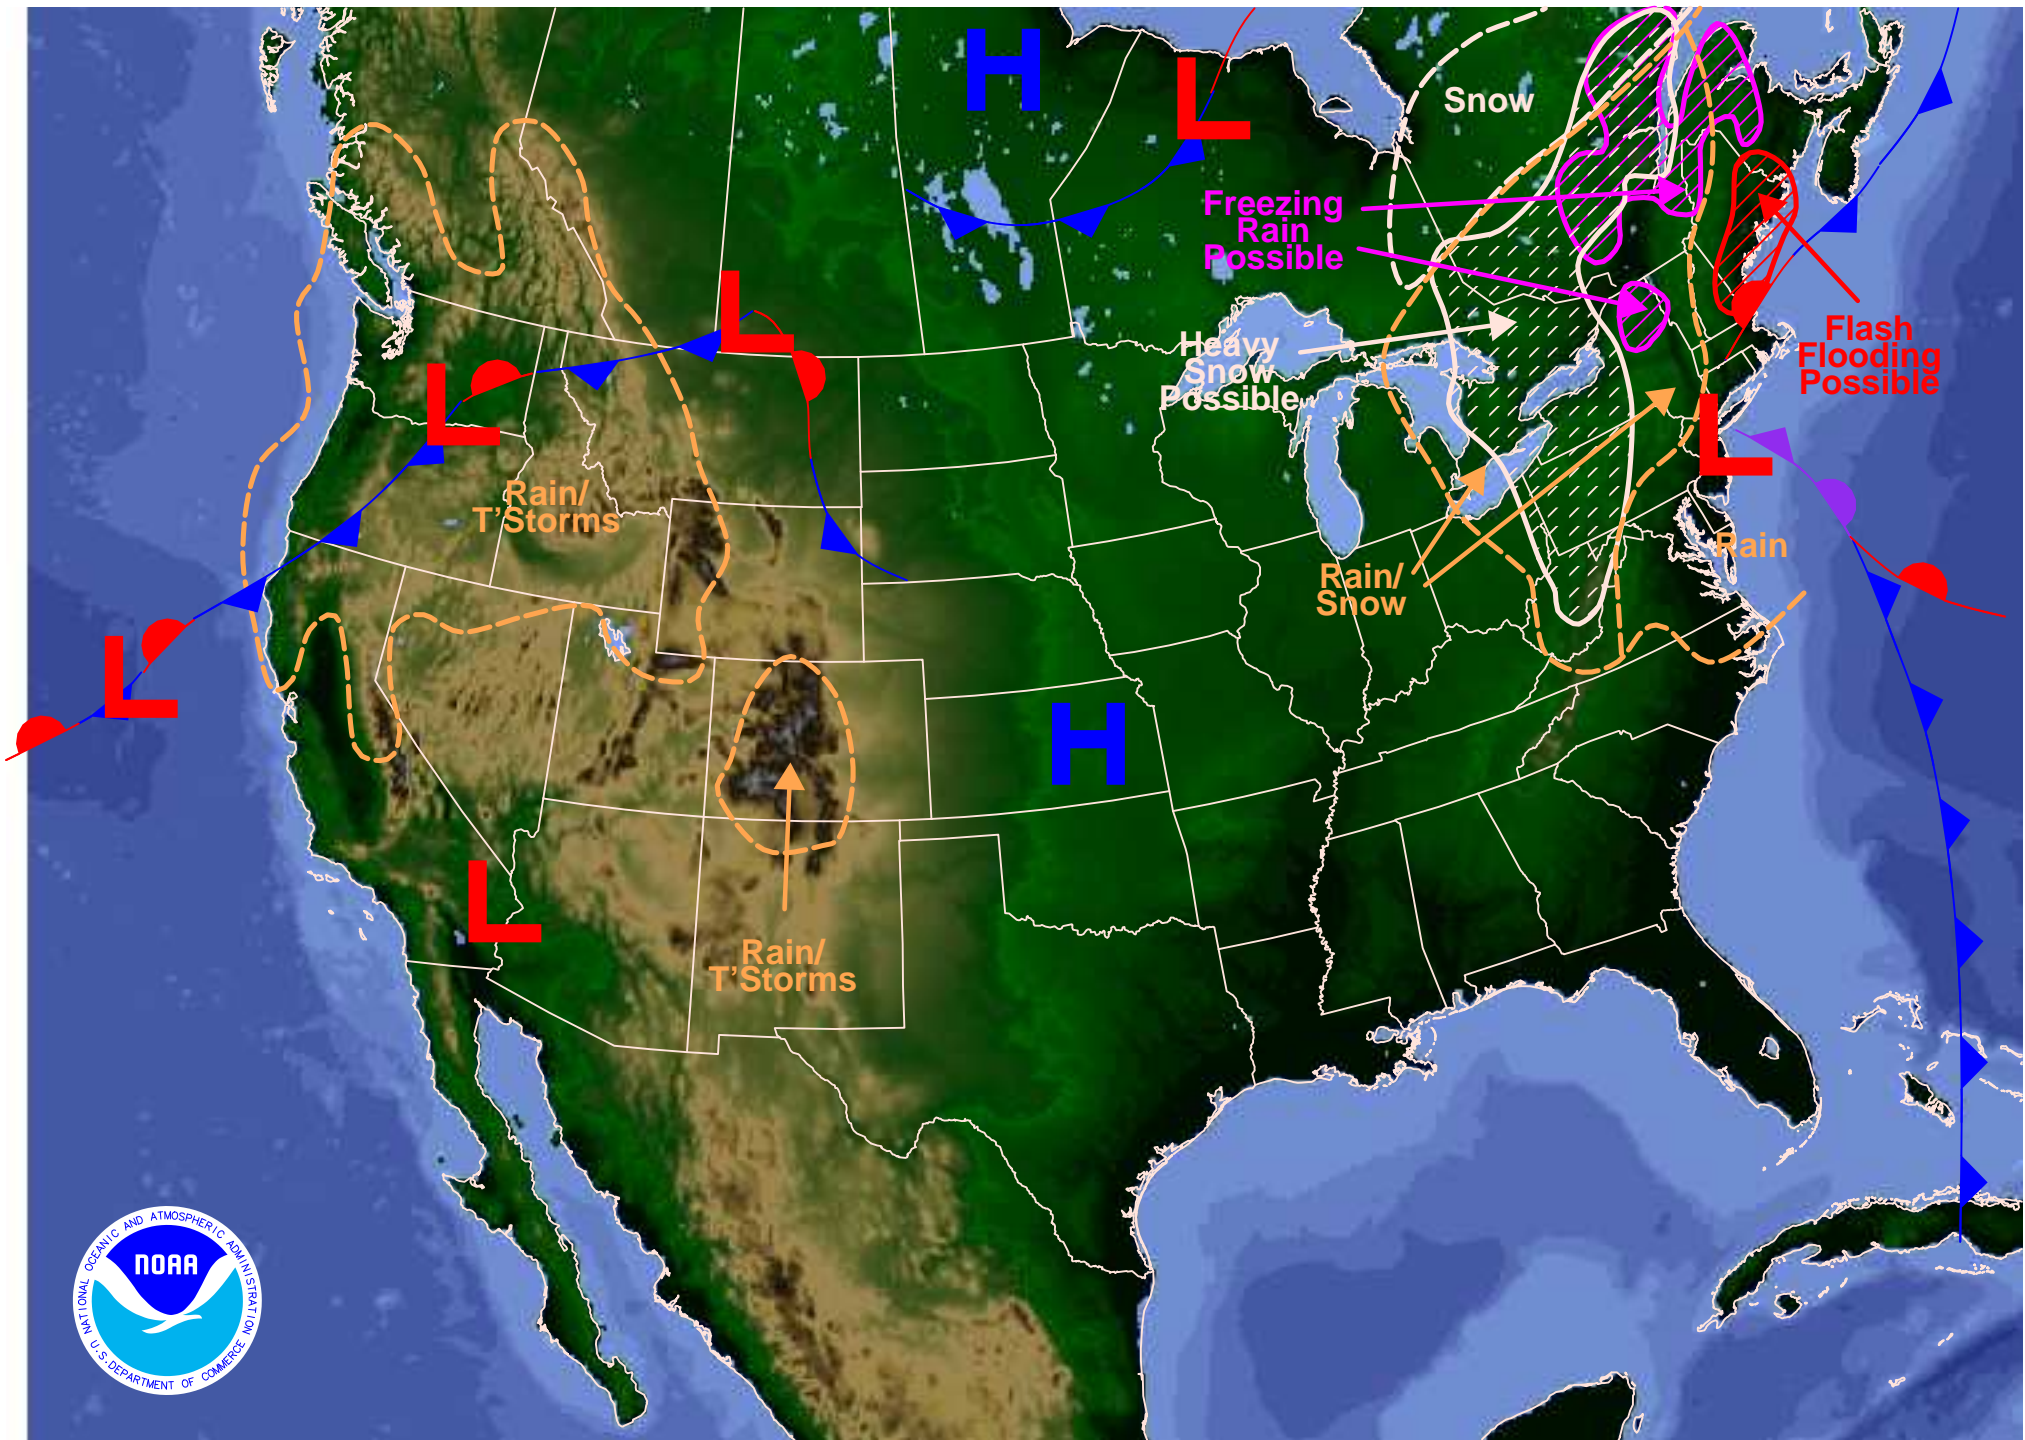 H
L
Snow
Freezing
Rain
Possible
L
Heavy
Snow
Possible
Flash
Flooding
Possible
L
L
Rain/
T'Storms
Rain
Rain/
Snow
L
H
L
Rain/
T'Storms
NATIONAL OCEANIC AND ATMOSPHERIC ADMINISTRATION
NOAA
U.S. DEPARTMENT OF COMMERCE